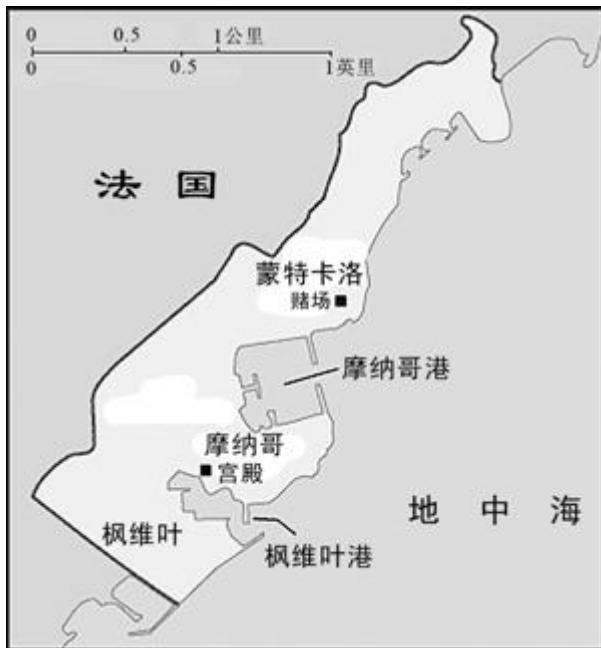 0 0.5 1公里
0 0.5 1英里
法国
蒙特卡洛
赌场
摩纳哥港
摩纳哥
宫殿
地中海
枫维叶
枫维叶港